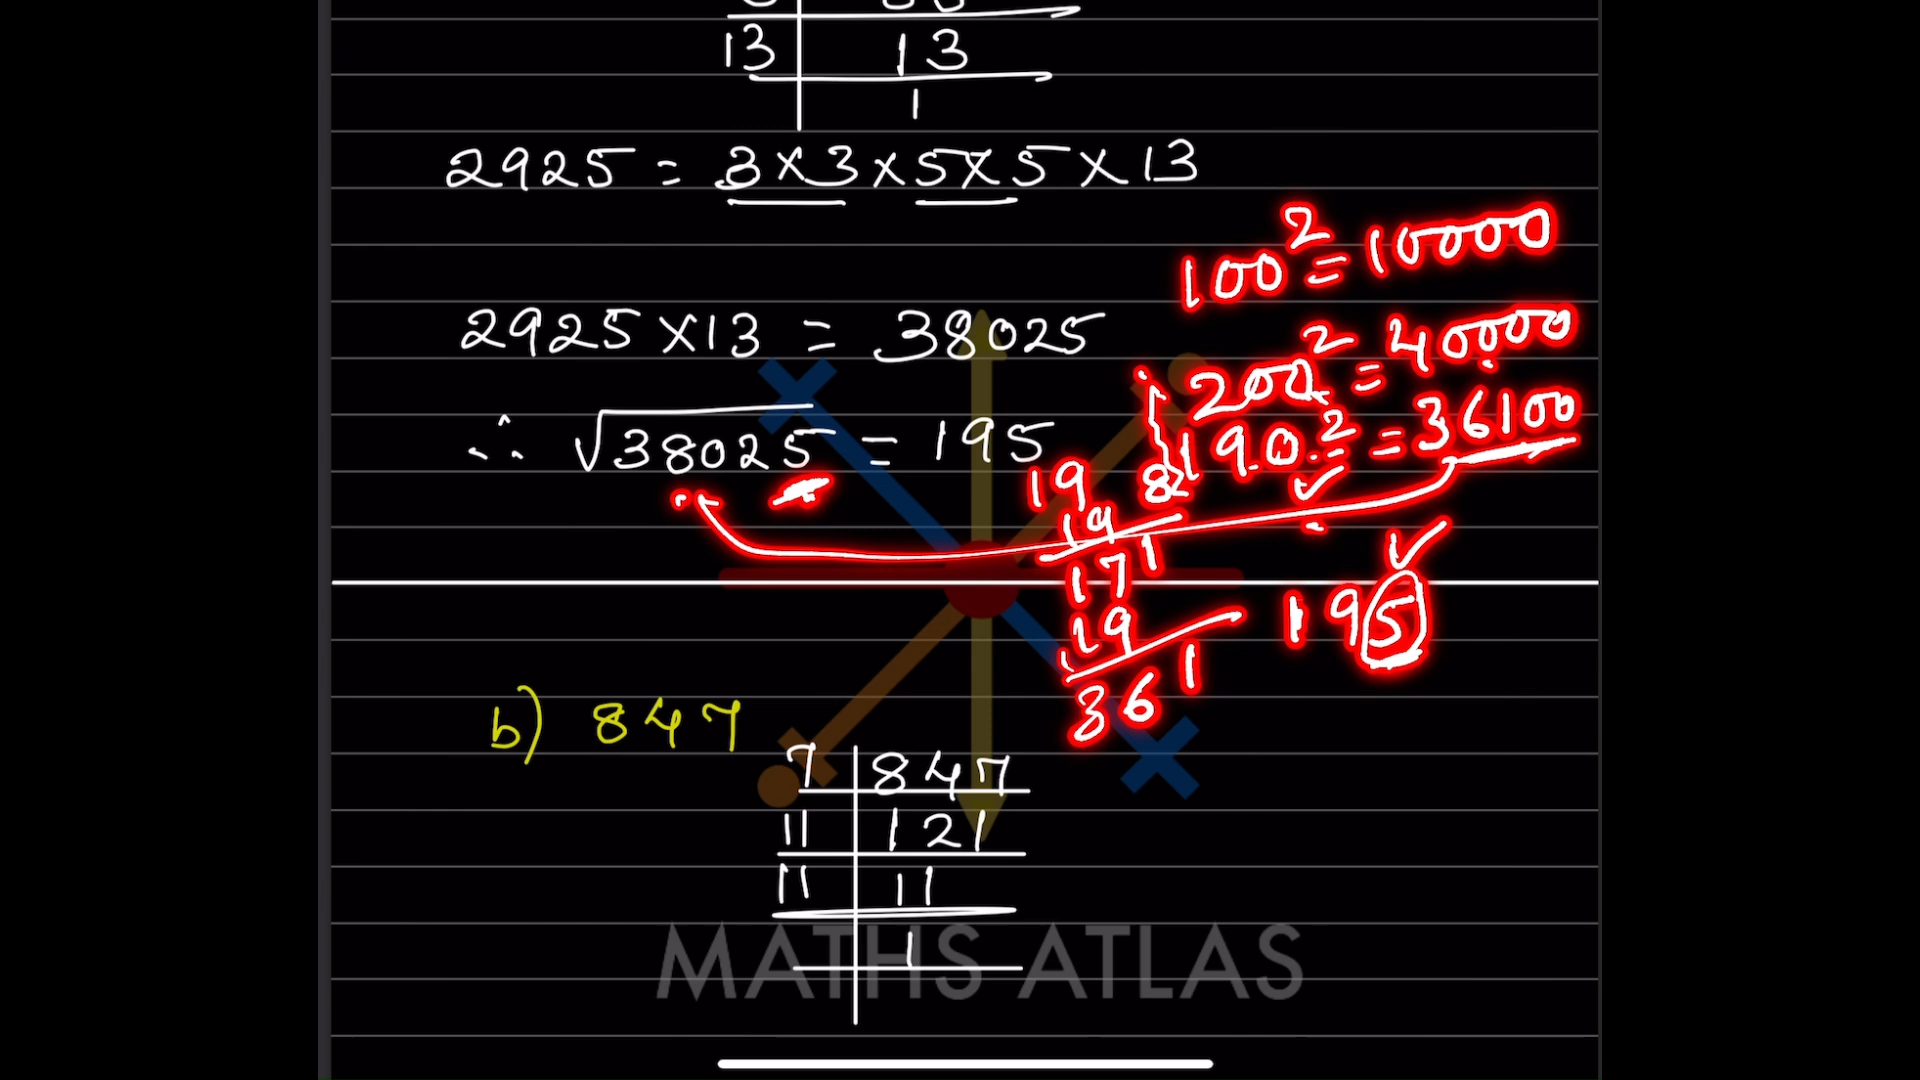 13 | 13
1
2925 = 3×3×5×5×13
100² = 10000
2925×13 = 38025
200² = 40000
190² = 36100
∴ √38025 = 195
19 8
19
171
19
361
195
b) 847
7 | 847
11 | 121
11 | 11
1
MATHS ATLAS